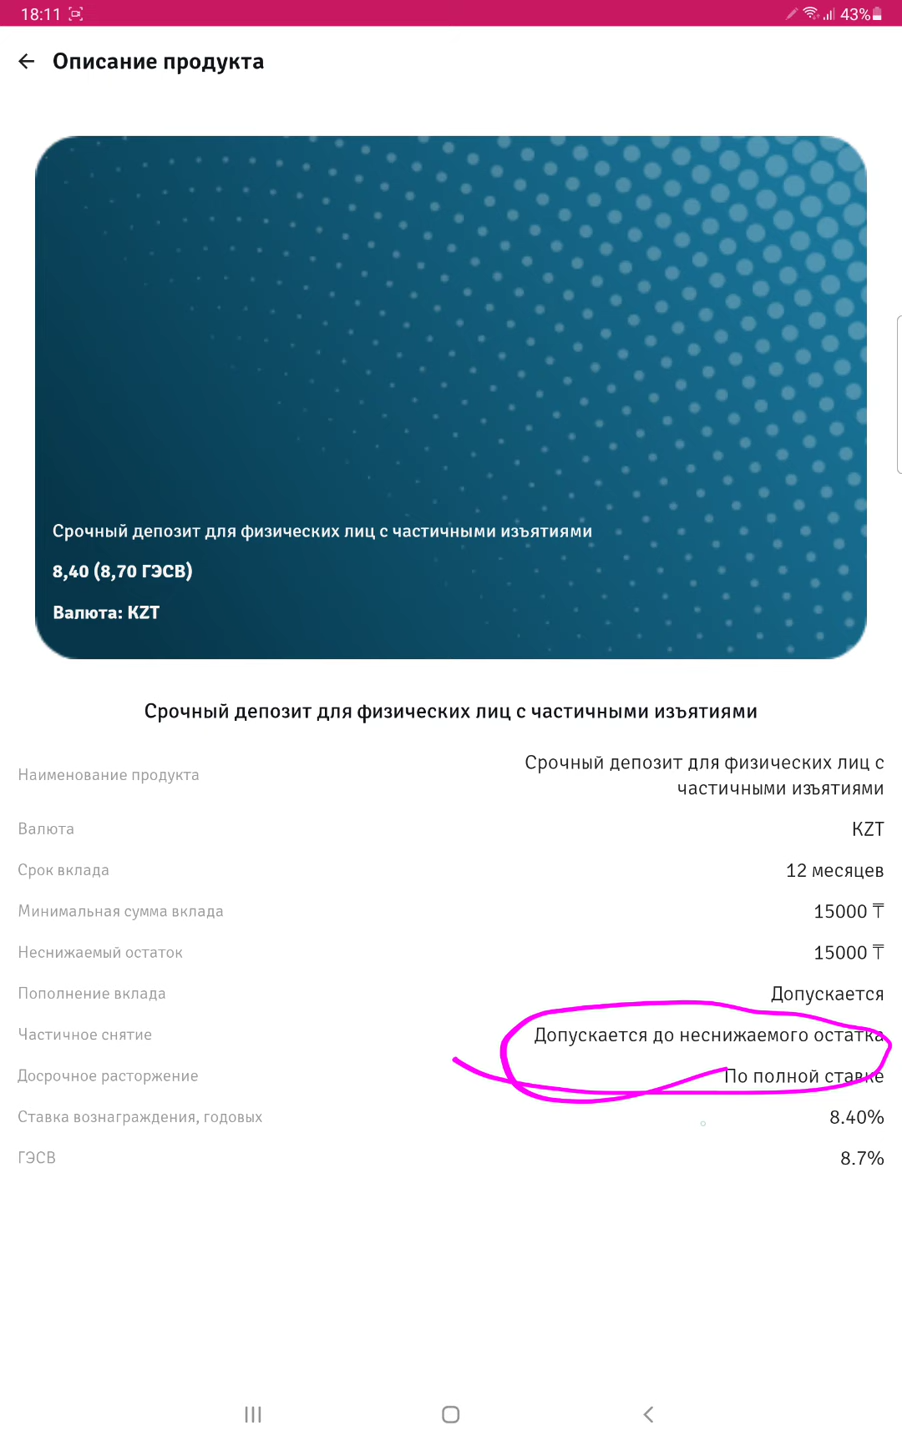 18:11 43%
Описание продукта
Срочный депозит для физических лиц с частичными изъятиями
8,40 (8,70 ГЭСВ)
Валюта: KZT
Срочный депозит для физических лиц с частичными изъятиями
Наименование продукта Срочный депозит для физических лиц с
частичными изъятиями
Валюта KZT
Срок вклада 12 месяцев
Минимальная сумма вклада 15000 ₸
Неснижаемый остаток 15000 ₸
Пополнение вклада Допускается
Частичное снятие Допускается до неснижаемого остатка
Досрочное расторжение По полной ставке
Ставка вознаграждения, годовых 8.40%
ГЭСВ 8.7%